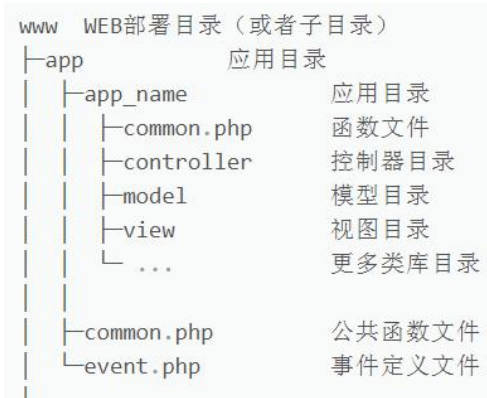 www  WEB部署目录（或者子目录）
├─app           应用目录
│  ├─app_name           应用目录
│  │  ├─common.php      函数文件
│  │  ├─controller      控制器目录
│  │  ├─model           模型目录
│  │  ├─view            视图目录
│  │  └─ ...            更多类库目录
│  │
│  ├─common.php         公共函数文件
│  └─event.php          事件定义文件
│